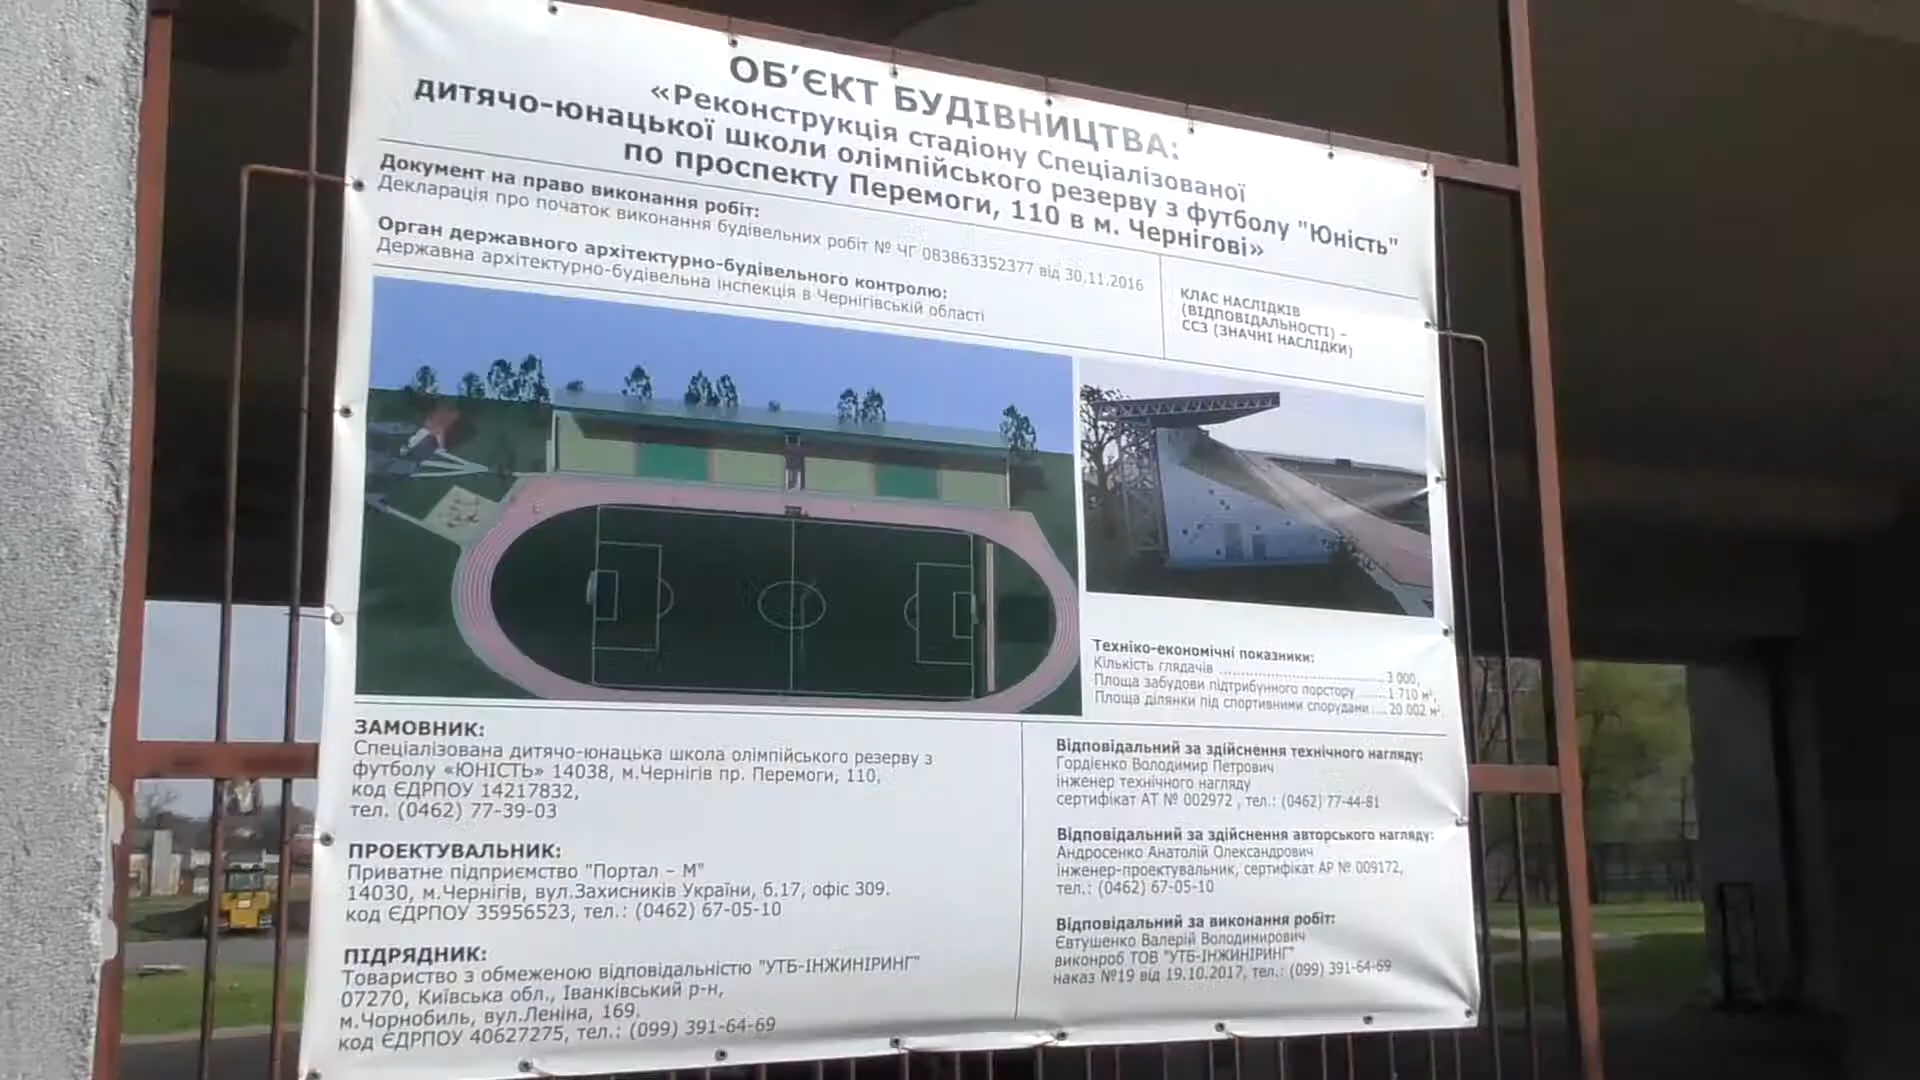 ОБ’ЄКТ БУДІВНИЦТВА:
«Реконструкція стадіону Спеціалізованої
дитячо-юнацької школи олімпійського резерву з футболу "Юність"
по проспекту Перемоги, 110 в м. Чернігові»
Документ на право виконання робіт:
Декларація про початок виконання будівельних робіт № ЧГ 083863352377 від 30.11.2016
Орган державного архітектурно-будівельного контролю:
Державна архітектурно-будівельна інспекція в Чернігівській області
КЛАС НАСЛІДКІВ
(ВІДПОВІДАЛЬНОСТІ) –
СС3 (ЗНАЧНІ НАСЛІДКИ)
Техніко-економічні показники:
Кількість глядачів ........................................ 3 000,
Площа забудови підтрибунного порстору ....... 1 710 м²,
Площа ділянки під спортивними спорудами .... 20 002 м².
ЗАМОВНИК:
Спеціалізована дитячо-юнацька школа олімпійського резерву з
футболу «ЮНІСТЬ» 14038, м.Чернігів пр. Перемоги, 110,
код ЄДРПОУ 14217832,
тел. (0462) 77-39-03
ПРОЕКТУВАЛЬНИК:
Приватне підприємство "Портал – М"
14030, м.Чернігів, вул.Захисників України, б.17, офіс 309.
код ЄДРПОУ 35956523, тел.: (0462) 67-05-10
ПІДРЯДНИК:
Товариство з обмеженою відповідальністю "УТБ-ІНЖИНІРИНГ"
07270, Київська обл., Іванківський р-н,
м.Чорнобиль, вул.Леніна, 169.
код ЄДРПОУ 40627275, тел.: (099) 391-64-69
Відповідальний за здійснення технічного нагляду:
Гордієнко Володимир Петрович
інженер технічного нагляду
сертифікат АТ № 002972 , тел.: (0462) 77-44-81
Відповідальний за здійснення авторського нагляду:
Андросенко Анатолій Олександрович
інженер-проектувальник, сертифікат АР № 009172,
тел.: (0462) 67-05-10
Відповідальний за виконання робіт:
Євтушенко Валерій Володимирович
виконроб ТОВ "УТБ-ІНЖИНІРИНГ"
наказ №19 від 19.10.2017, тел.: (099) 391-64-69